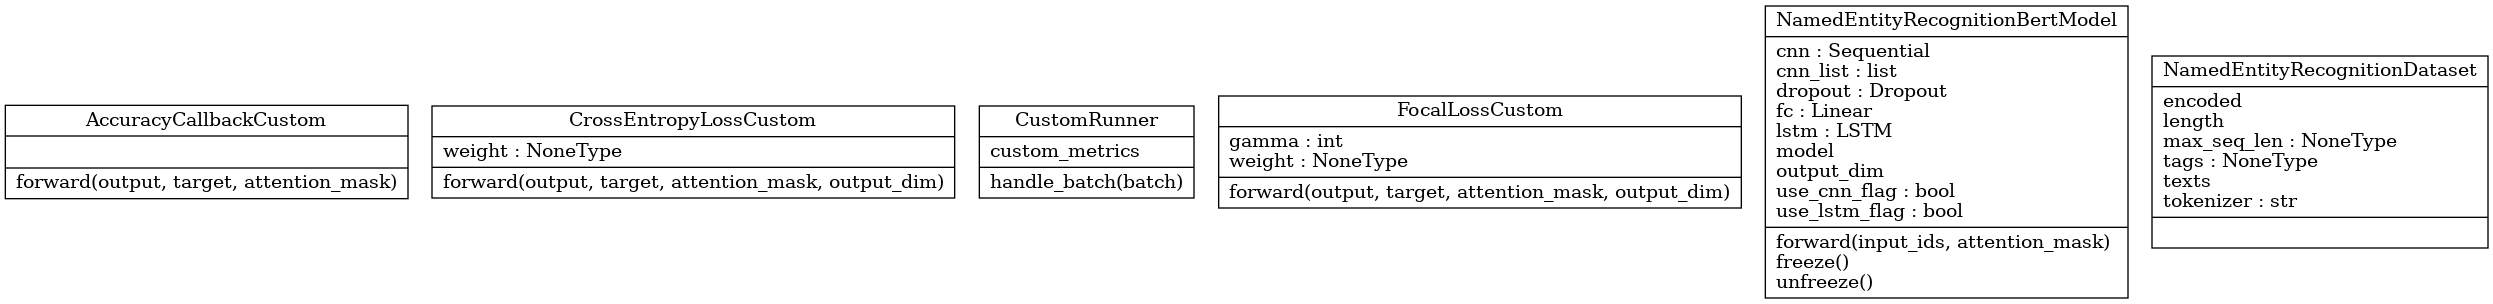 AccuracyCallbackCustom
forward(output, target, attention_mask)
CrossEntropyLossCustom
weight : NoneType
forward(output, target, attention_mask, output_dim)
CustomRunner
custom_metrics
handle_batch(batch)
FocalLossCustom
gamma : int
weight : NoneType
forward(output, target, attention_mask, output_dim)
NamedEntityRecognitionBertModel
cnn : Sequential
cnn_list : list
dropout : Dropout
fc : Linear
lstm : LSTM
model
output_dim
use_cnn_flag : bool
use_lstm_flag : bool
forward(input_ids, attention_mask)
freeze()
unfreeze()
NamedEntityRecognitionDataset
encoded
length
max_seq_len : NoneType
tags : NoneType
texts
tokenizer : str